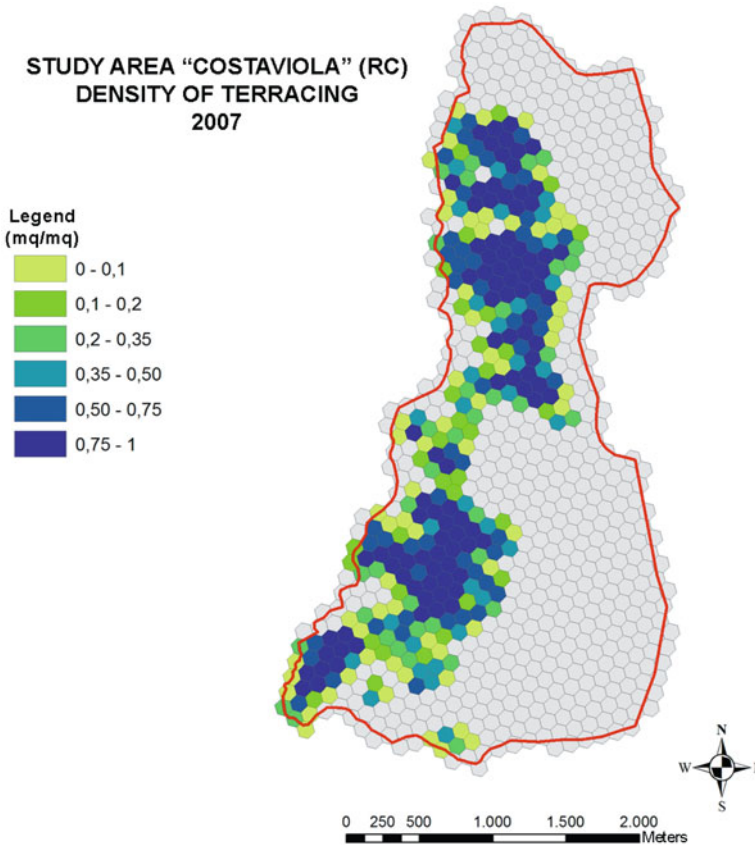 STUDY AREA “COSTAVIOLA” (RC)
DENSITY OF TERRACING
2007
Legend
(mq/mq)
0 - 0,1
0,1 - 0,2
0,2 - 0,35
0,35 - 0,50
0,50 - 0,75
0,75 - 1
N
W
S
0 250 500 1.000 1.500 2.000
Meters